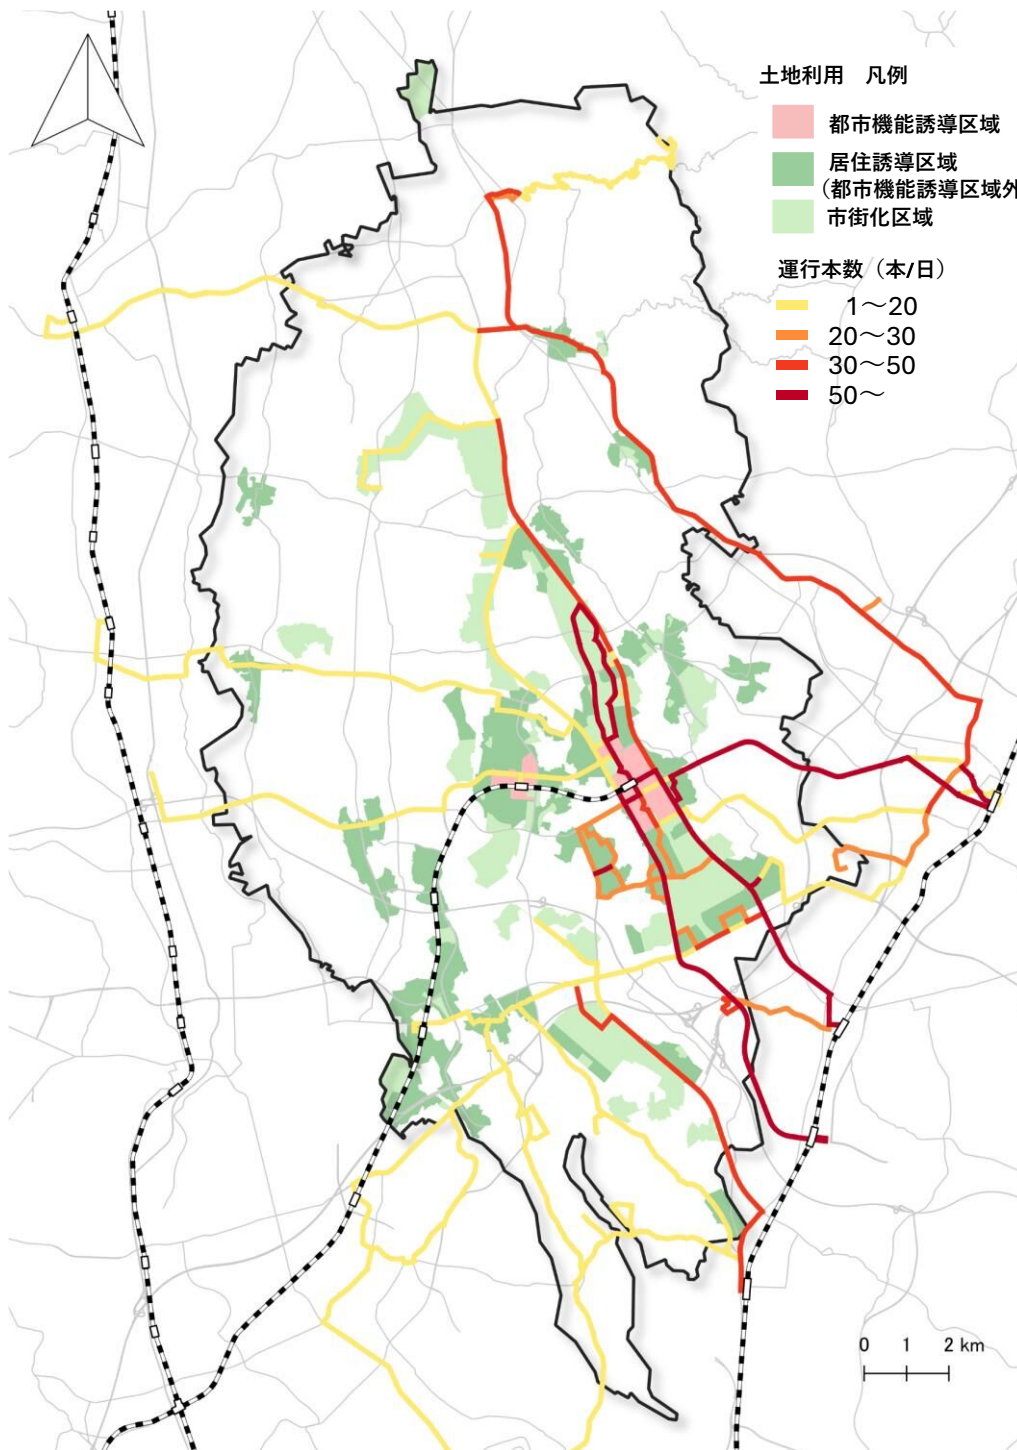 土地利用　凡例
都市機能誘導区域
居住誘導区域
（都市機能誘導区域外
市街化区域
運行本数（本/日）
1～20
20～30
30～50
50～
0 1 2 km